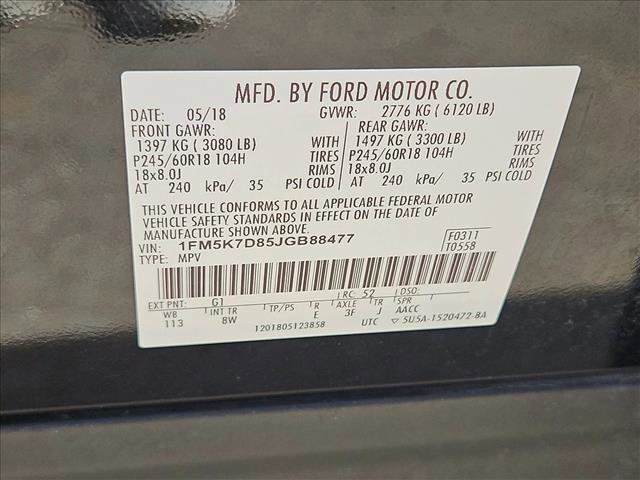 MFD. BY FORD MOTOR CO.
DATE: 05/18 GVWR: 2776 KG ( 6120 LB)
FRONT GAWR: REAR GAWR:
1397 KG ( 3080 LB) WITH 1497 KG ( 3300 LB) WITH
P245/60R18 104H TIRES P245/60R18 104H TIRES
18x8.0J RIMS 18x8.0J RIMS
AT 240 kPa/ 35 PSI COLD AT 240 kPa/ 35 PSI COLD
THIS VEHICLE CONFORMS TO ALL APPLICABLE FEDERAL MOTOR
VEHICLE SAFETY STANDARDS IN EFFECT ON THE DATE OF
MANUFACTURE SHOWN ABOVE.
VIN: 1FM5K7D85JGB88477 F0311
TYPE: MPV T0558
EXT PNT: G1 RC: 52 DSO:
WB INT TR TP/PS R AXLE TR SPR
113 8W E 3F J AACC
1201805123858 UTC ▽ 5U5A-1520472-BA